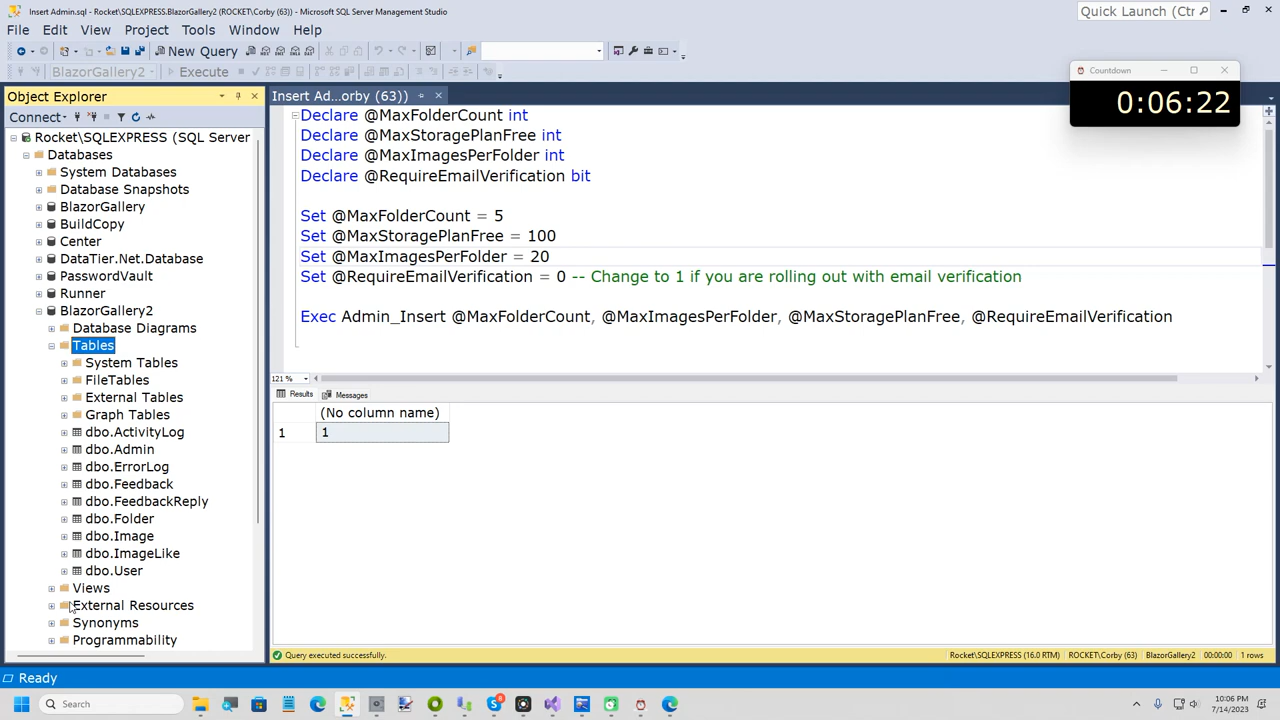 Insert Admin.sql - Rocket\SQLEXPRESS.BlazorGallery2 (ROCKET\Corby (63)) - Microsoft SQL Server Management Studio
Quick Launch (Ctr
File Edit View Project Tools Window Help
New Query
BlazorGallery2 Execute
Countdown
0:06:22
Object Explorer
Connect
Rocket\SQLEXPRESS (SQL Server
Databases
System Databases
Database Snapshots
BlazorGallery
BuildCopy
Center
DataTier.Net.Database
PasswordVault
Runner
BlazorGallery2
Database Diagrams
Tables
System Tables
FileTables
External Tables
Graph Tables
dbo.ActivityLog
dbo.Admin
dbo.ErrorLog
dbo.Feedback
dbo.FeedbackReply
dbo.Folder
dbo.Image
dbo.ImageLike
dbo.User
Views
External Resources
Synonyms
Programmability
Insert Ad...orby (63))
Declare @MaxFolderCount int
Declare @MaxStoragePlanFree int
Declare @MaxImagesPerFolder int
Declare @RequireEmailVerification bit
Set @MaxFolderCount = 5
Set @MaxStoragePlanFree = 100
Set @MaxImagesPerFolder = 20
Set @RequireEmailVerification = 0 -- Change to 1 if you are rolling out with email verification
Exec Admin_Insert @MaxFolderCount, @MaxImagesPerFolder, @MaxStoragePlanFree, @RequireEmailVerification
121 %
Results Messages
(No column name)
1 1
Query executed successfully. Rocket\SQLEXPRESS (16.0 RTM) ROCKET\Corby (63) BlazorGallery2 00:00:00 1 rows
Ready
Search
8
10:06 PM
7/14/2023